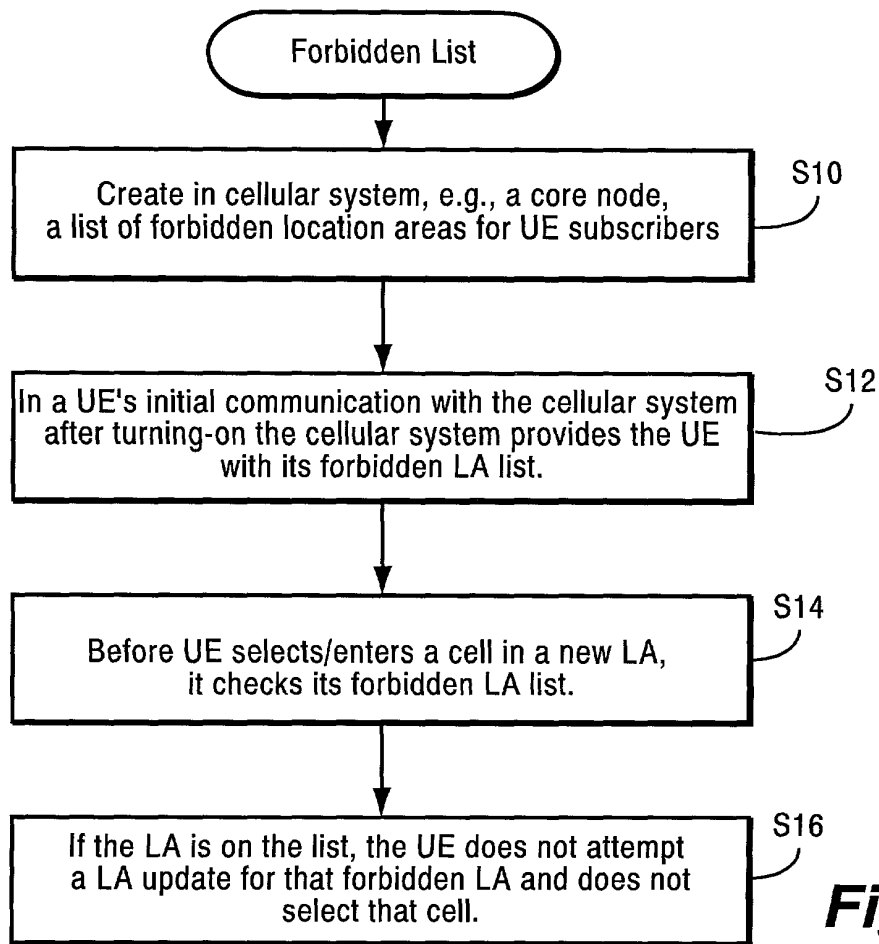 Forbidden List
Create in cellular system, e.g., a core node,
a list of forbidden location areas for UE subscribers
S10
In a UE's initial communication with the cellular system
after turning-on the cellular system provides the UE
with its forbidden LA list.
S12
Before UE selects/enters a cell in a new LA,
it checks its forbidden LA list.
S14
If the LA is on the list, the UE does not attempt
a LA update for that forbidden LA and does not
select that cell.
S16